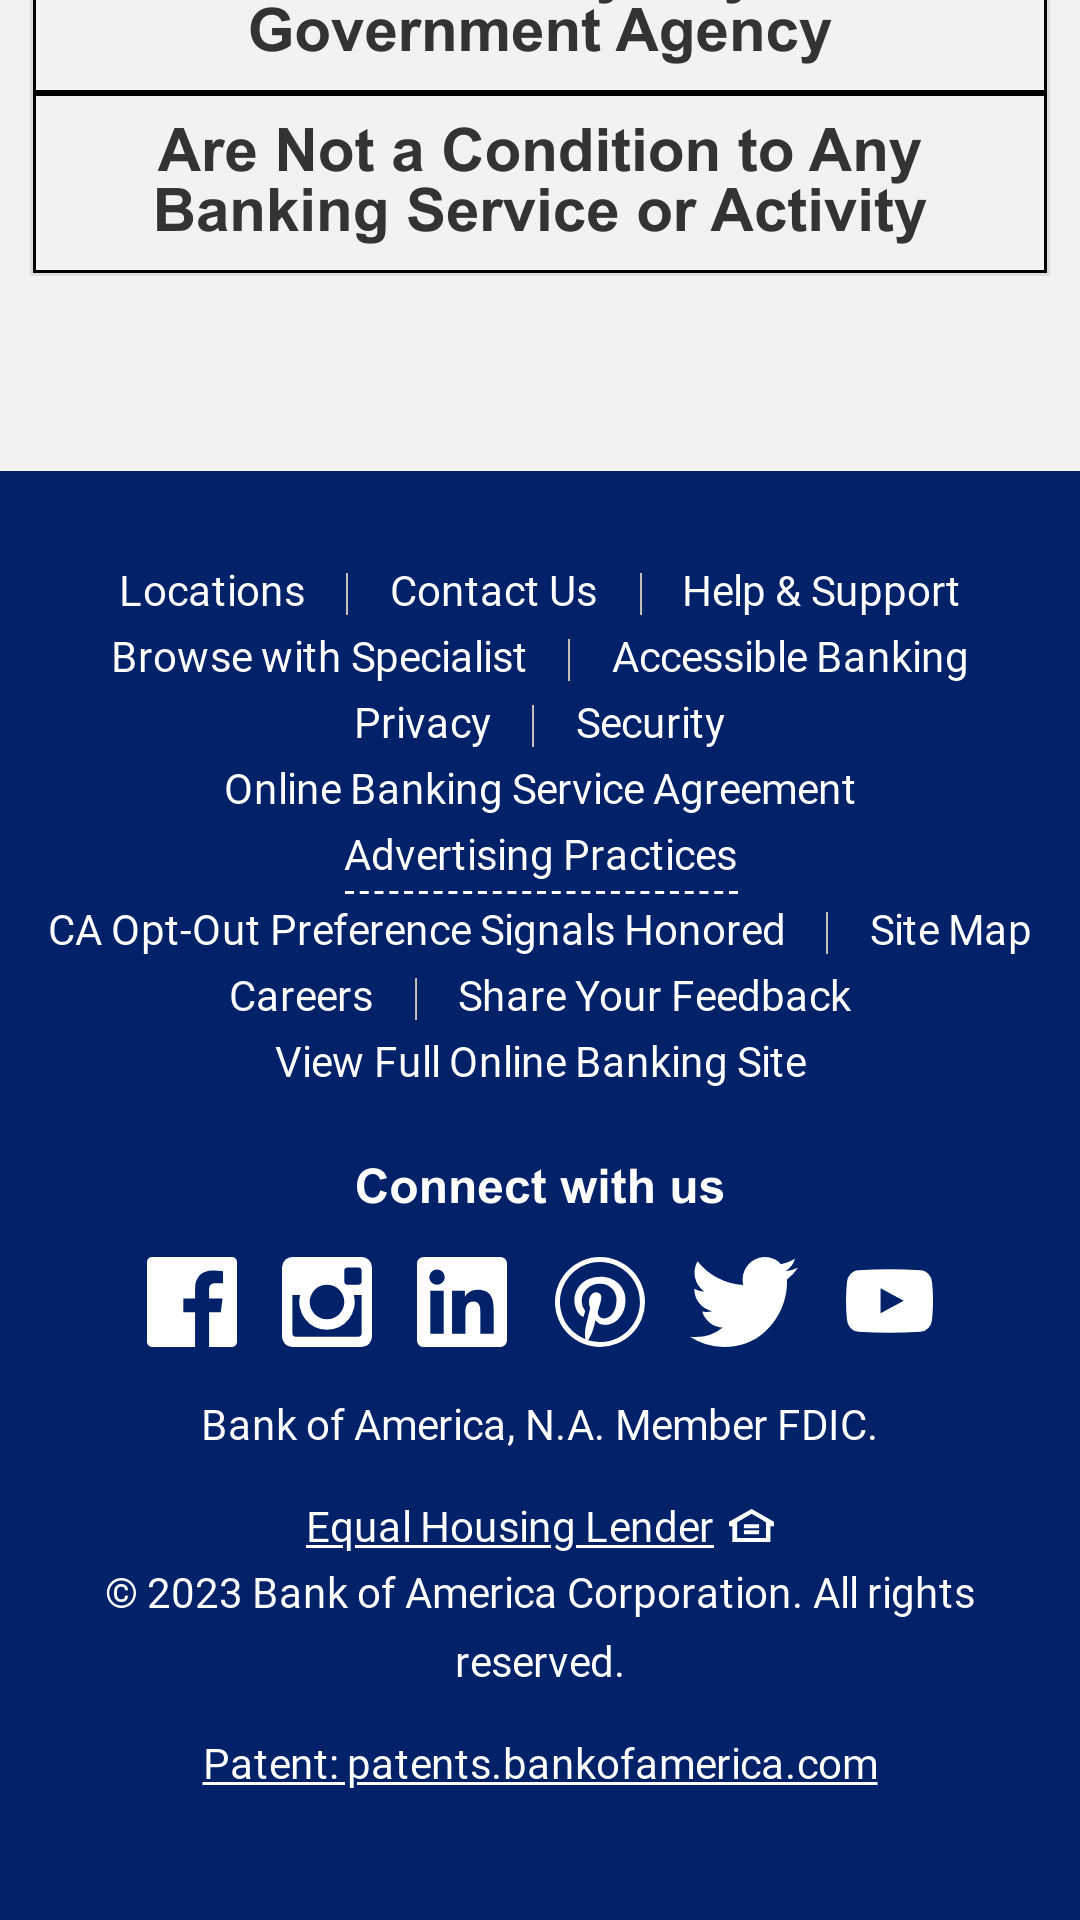 Government Agency
Are Not a Condition to Any
Banking Service or Activity
Locations
Contact Us
Help & Support
Browse with Specialist
Accessible Banking
Privacy
Security
Online Banking Service Agreement
Advertising Practices
CA Opt-Out Preference Signals Honored
Site Map
Careers
Share Your Feedback
View Full Online Banking Site
Connect with us
Bank of America, N.A. Member FDIC.
Equal Housing Lender
© 2023 Bank of America Corporation. All rights
reserved.
Patent: patents.bankofamerica.com